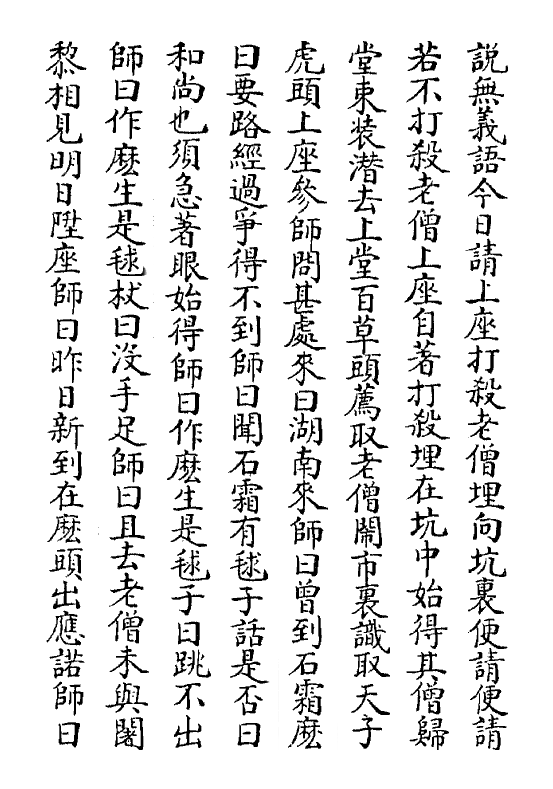 説無義語今日請上座打殺老僧埋向坑裏便請便請
若不打殺老僧上座自著打殺埋在坑中始得其僧歸
堂束装潜去上堂百草頭薦取老僧閙市裏識取天子
虎頭上座參師問甚處來曰湖南來師曰曾到石霜麽
曰要路經過爭得不到師曰聞石霜有毬子話是否曰
和尚也須急著眼始得師曰作麽生是毬子曰跳不出
師曰作麽生是毬杖曰没手足師曰且去老僧未與闍
黎相見明日陞座師曰昨日新到在麽頭出應諾師曰